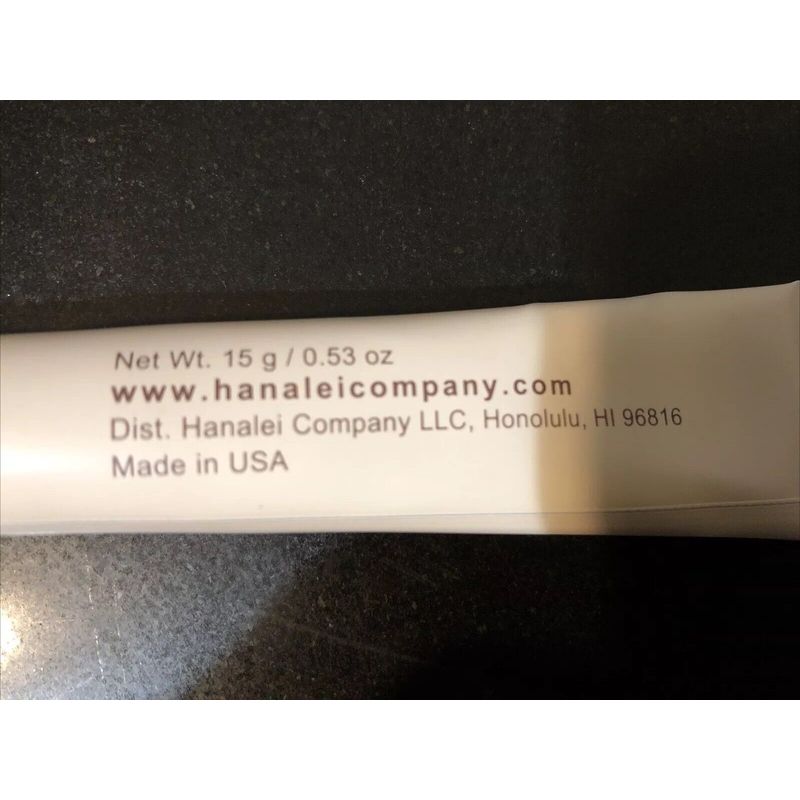 Net Wt. 15 g / 0.53 oz
www.hanaleicompany.com
Dist. Hanalei Company LLC, Honolulu, HI 96816
Made in USA